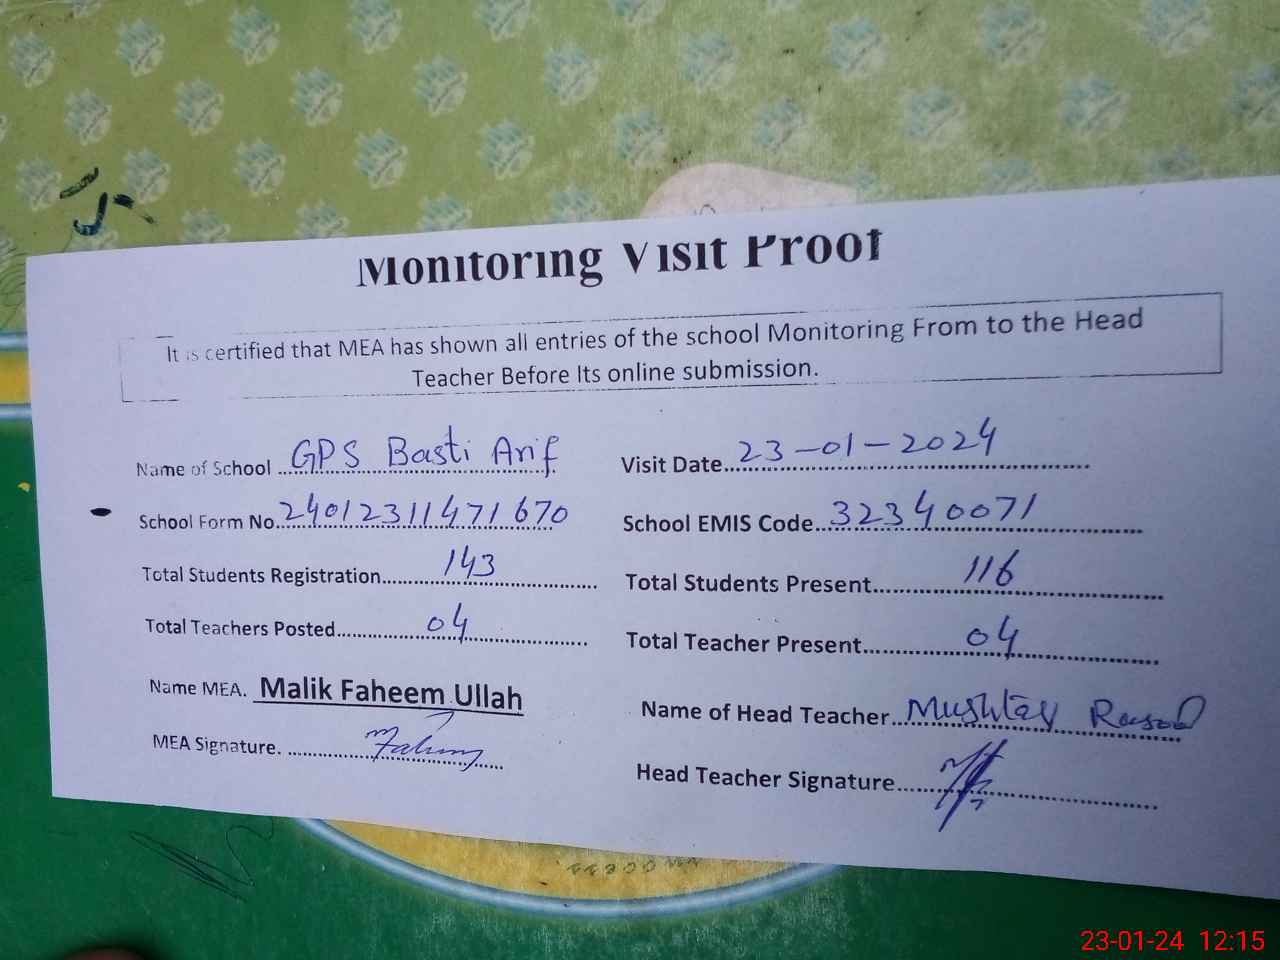 Monitoring Visit Proof
It is certified that MEA has shown all entries of the school Monitoring From to the Head
Teacher Before Its online submission.
Name of School GPS Basti Arif
Visit Date 23-01-2024
School Form No. 24012311471670
School EMIS Code 32340071
Total Students Registration 143
Total Students Present 116
Total Teachers Posted 04
Total Teacher Present 04
Name MEA. Malik Faheem Ullah
Name of Head Teacher Mushtaq Rasool
MEA Signature. Fahim
Head Teacher Signature
23-01-24 12:15